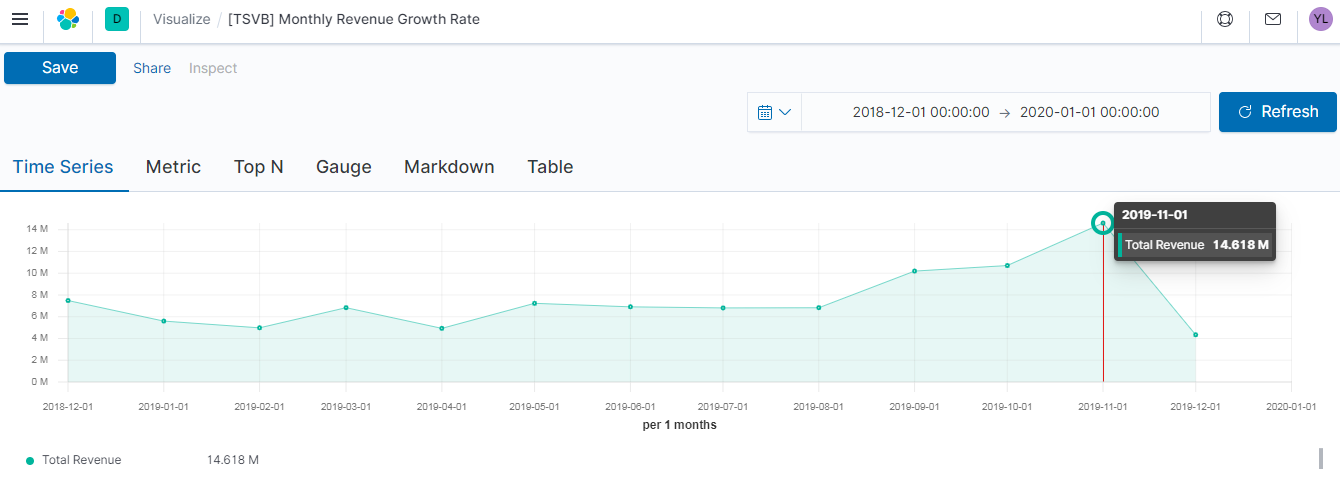 D Visualize / [TSVB] Monthly Revenue Growth Rate YL
Save Share Inspect
2018-12-01 00:00:00 → 2020-01-01 00:00:00 Refresh
Time Series Metric Top N Gauge Markdown Table
2019-11-01
Total Revenue 14.618 M
14 M
12 M
10 M
8 M
6 M
4 M
2 M
0 M
2018-12-01 2019-01-01 2019-02-01 2019-03-01 2019-04-01 2019-05-01 2019-06-01 2019-07-01 2019-08-01 2019-09-01 2019-10-01 2019-11-01 2019-12-01 2020-01-01
per 1 months
Total Revenue 14.618 M